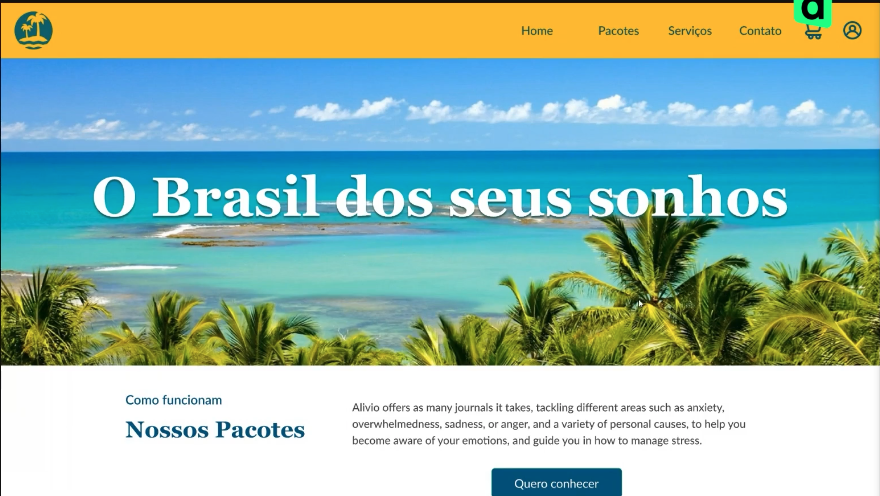 a
Home Pacotes Serviços Contato
O Brasil dos seus sonhos
Como funcionam
Nossos Pacotes
Alivio offers as many journals it takes, tackling different areas such as anxiety,
overwhelmedness, sadness, or anger, and a variety of personal causes, to help you
become aware of your emotions, and guide you in how to manage stress.
Quero conhecer